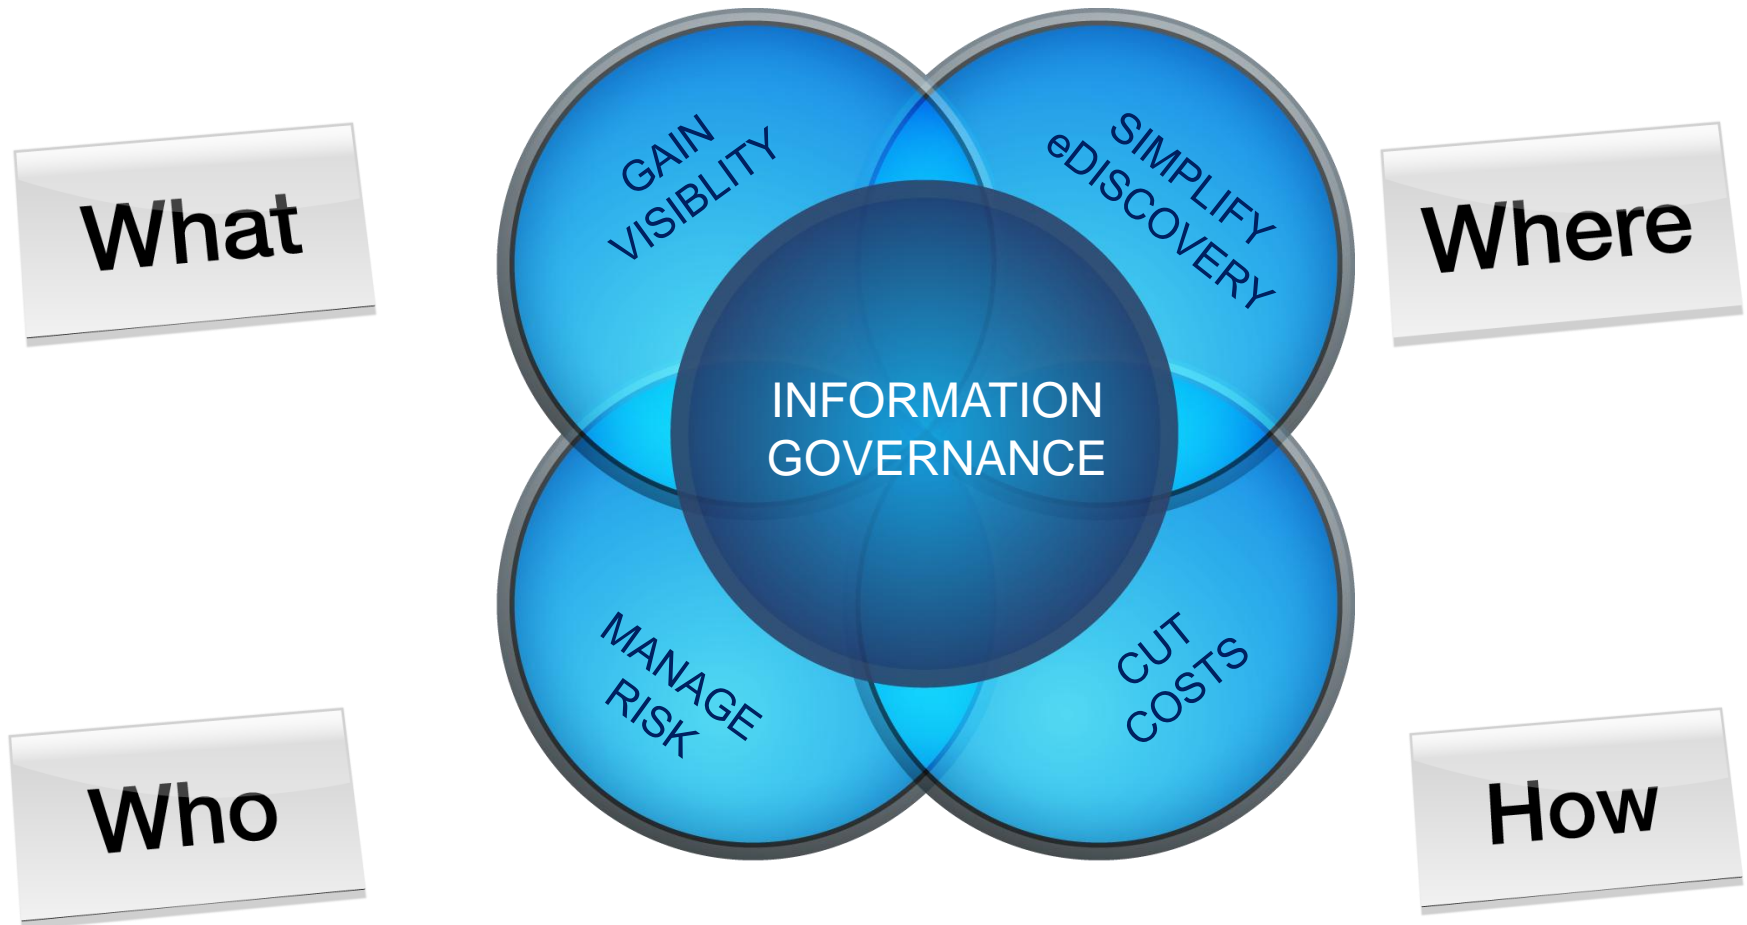 What
GAIN
VISIBLITY
SIMPLIFY
eDISCOVERY
Where
INFORMATION
GOVERNANCE
Who
MANAGE
RISK
CUT
COSTS
How